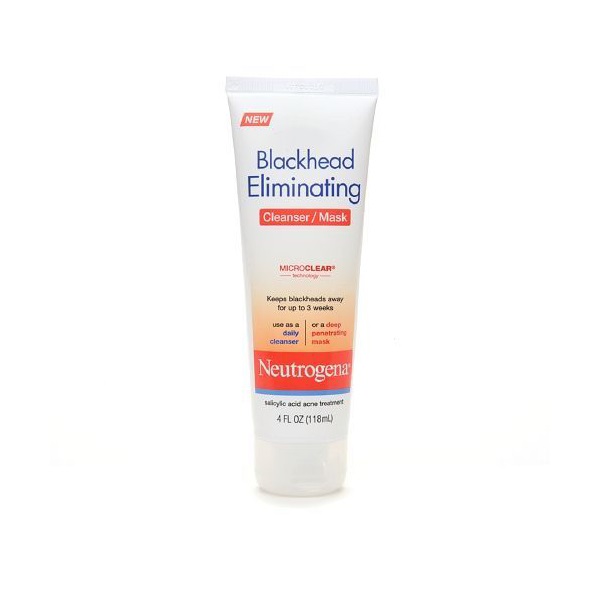 NEW
Blackhead
Eliminating
Cleanser/Mask
MICROCLEAR®
technology
Keeps blackheads away
for up to 3 weeks
use as a daily cleanser
or a deep penetrating mask
Neutrogena®
salicylic acid acne treatment
4 FL OZ (118mL)